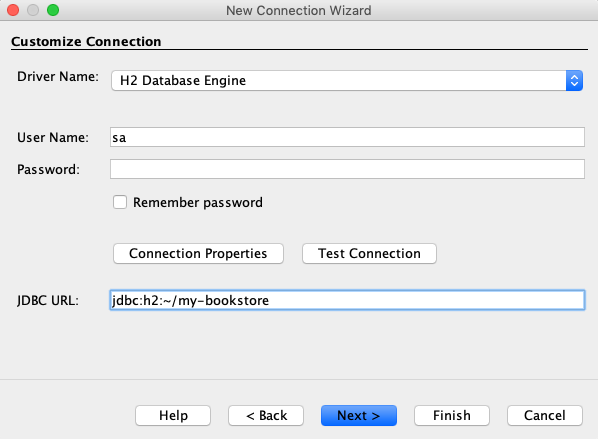 New Connection Wizard
Customize Connection
Driver Name: H2 Database Engine
User Name: sa
Password:
Remember password
Connection Properties Test Connection
JDBC URL: jdbc:h2:~/my-bookstore
Help < Back Next > Finish Cancel